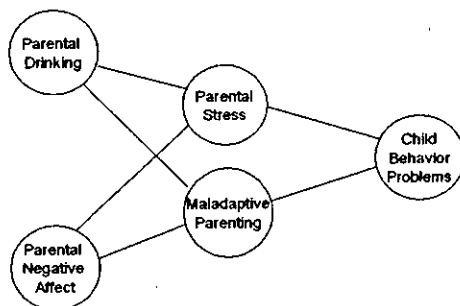 Parental
Drinking
Parental
Stress
Child
Behavior
Problems
Maladaptive
Parenting
Parental
Negative
Affect